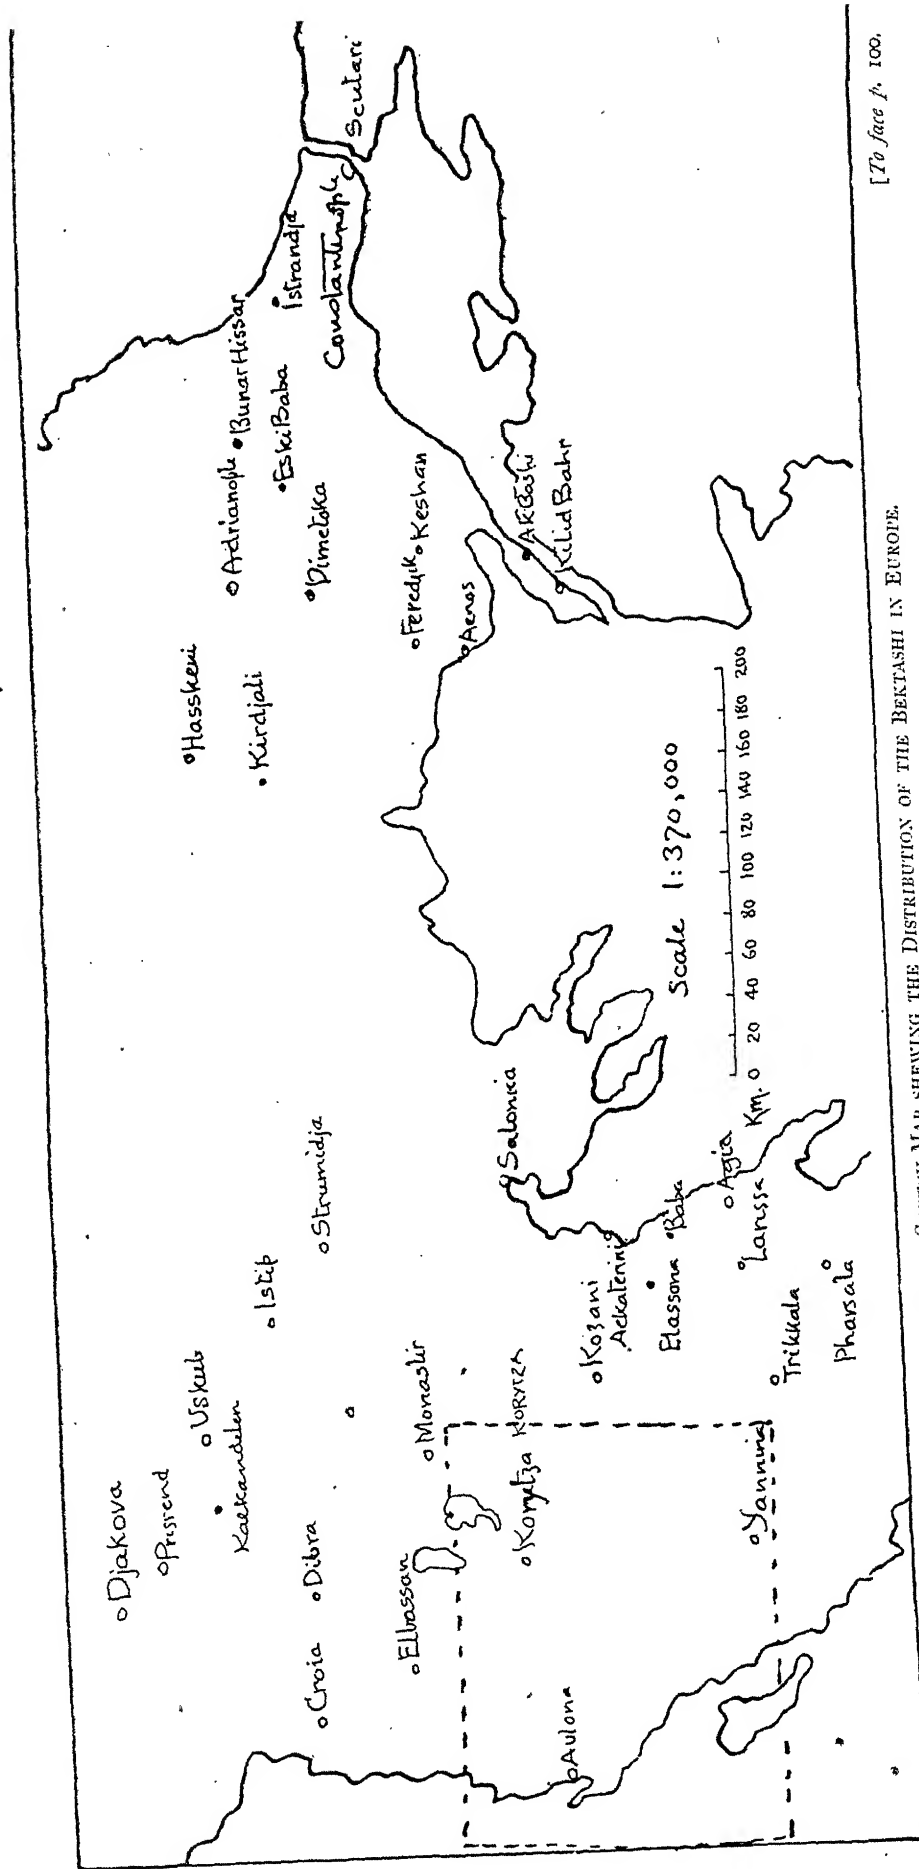 Djakova
Prisrend
Uskub
Kalkandelen
Istib
Croia
Dibra
Strumidja
Elbassan
Monastir
Korytza
KORYTZA
Aulona
Yannina
Salonica
Kozani
Aekaterini
Elassona
Baba
Agia
Larissa
Trikkala
Pharsala
Hasskeui
Kirdjali
Adrianople
Bunar Hissar
Eski Baba
Dimetoka
Istrandja
Constantinople
Scutari
Feredjik
Keshan
Aenos
Ak Bashi
Kilid Bahr
Scale 1:370,000
Km. 0 20 40 60 80 100 120 140 160 180 200
MAP SHEWING THE DISTRIBUTION OF THE BEKTASHI IN EUROPE.
[To face p. 100.